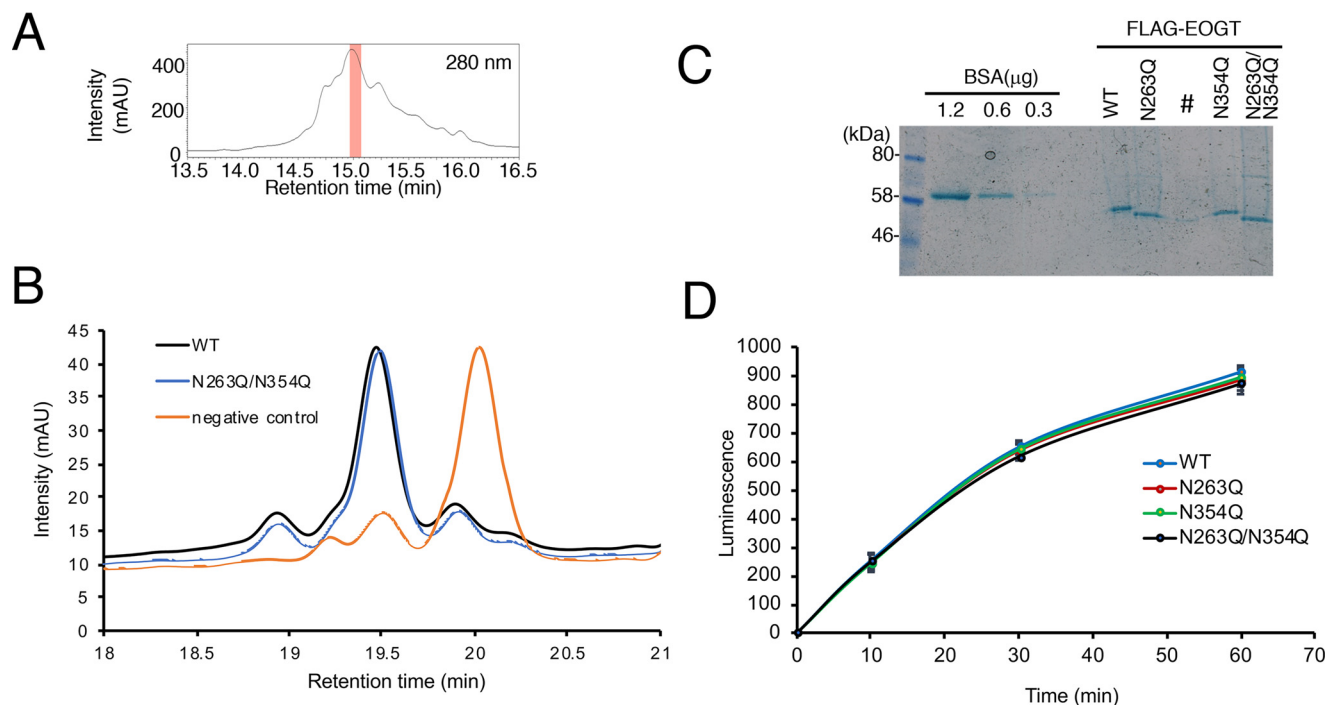 A
Intensity
(mAU)
400
200
0
280 nm
13.5 14.0 14.5 15.0 15.5 16.0 16.5
Retention time (min)
B
Intensity (mAU)
45
40
35
30
25
20
15
10
5
0
WT
N263Q/N354Q
negative control
18 18.5 19 19.5 20 20.5 21
Retention time (min)
C
FLAG-EOGT
BSA(μg)
1.2 0.6 0.3
WT
N263Q
#
N354Q
N263Q/
N354Q
(kDa)
80-
58-
46-
D
Luminescence
1000
900
800
700
600
500
400
300
200
100
0
WT
N263Q
N354Q
N263Q/N354Q
0 10 20 30 40 50 60 70
Time (min)